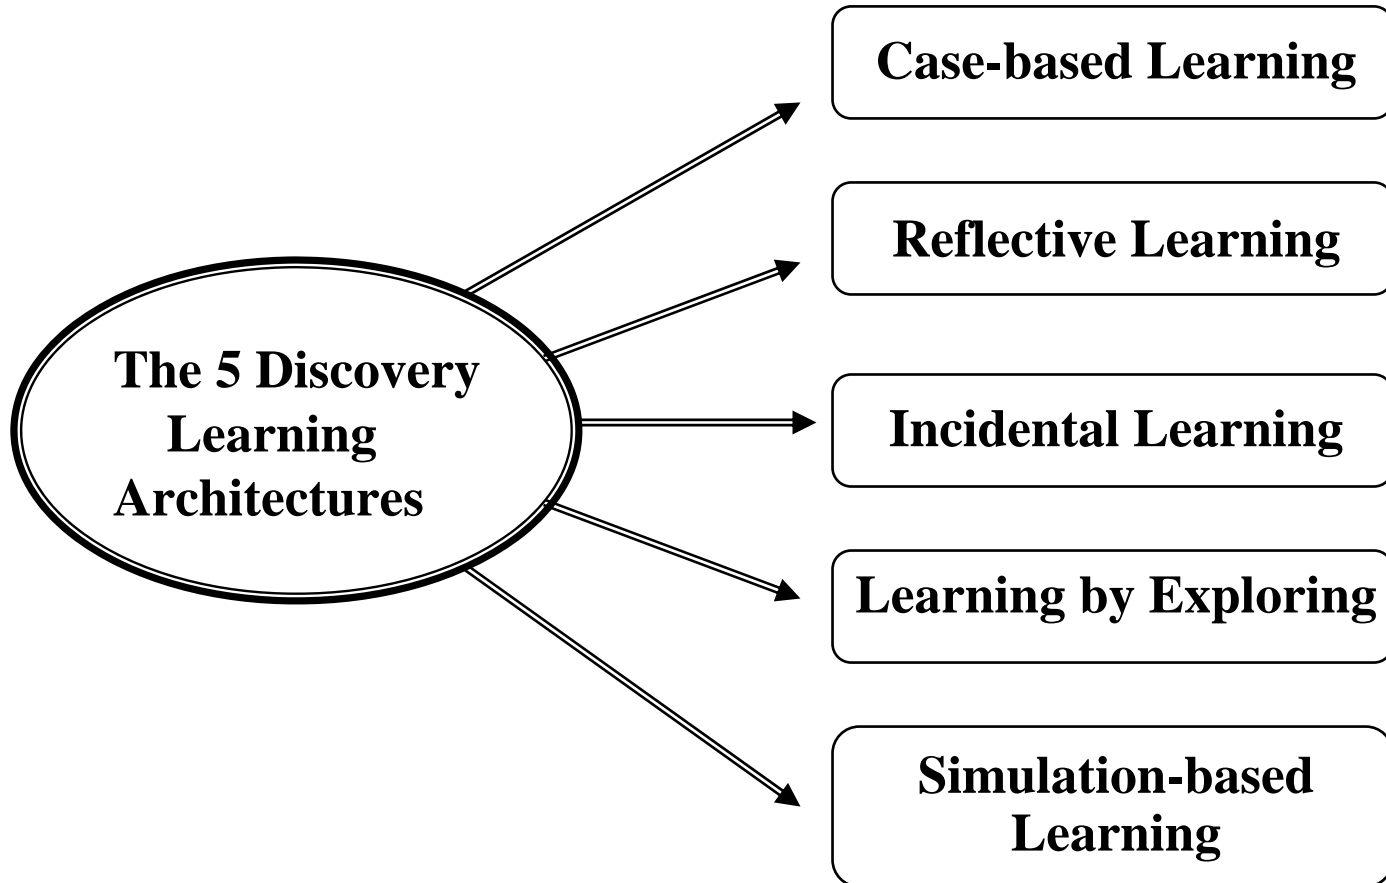 Case-based Learning
Reflective Learning
The 5 Discovery
Learning
Architectures
Incidental Learning
Learning by Exploring
Simulation-based
Learning